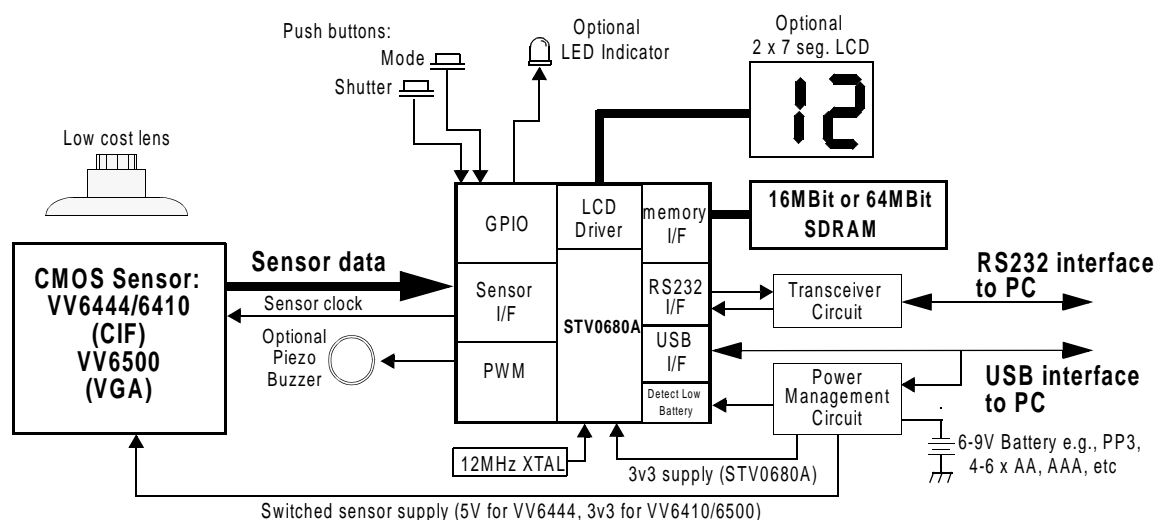 Push buttons:
Mode
Shutter
Optional
LED Indicator
Optional
2 x 7 seg. LCD
12
Low cost lens
GPIO
LCD
Driver
memory
I/F
16MBit or 64MBit
SDRAM
CMOS Sensor:
VV6444/6410
(CIF)
VV6500
(VGA)
Sensor data
Sensor clock
Optional
Piezo
Buzzer
Sensor
I/F
PWM
STV0680A
RS232
I/F
USB
I/F
Detect Low
Battery
Transceiver
Circuit
RS232 interface
to PC
Power
Management
Circuit
USB interface
to PC
12MHz XTAL
3v3 supply (STV0680A)
6-9V Battery e.g., PP3,
4-6 x AA, AAA, etc
Switched sensor supply (5V for VV6444, 3v3 for VV6410/6500)